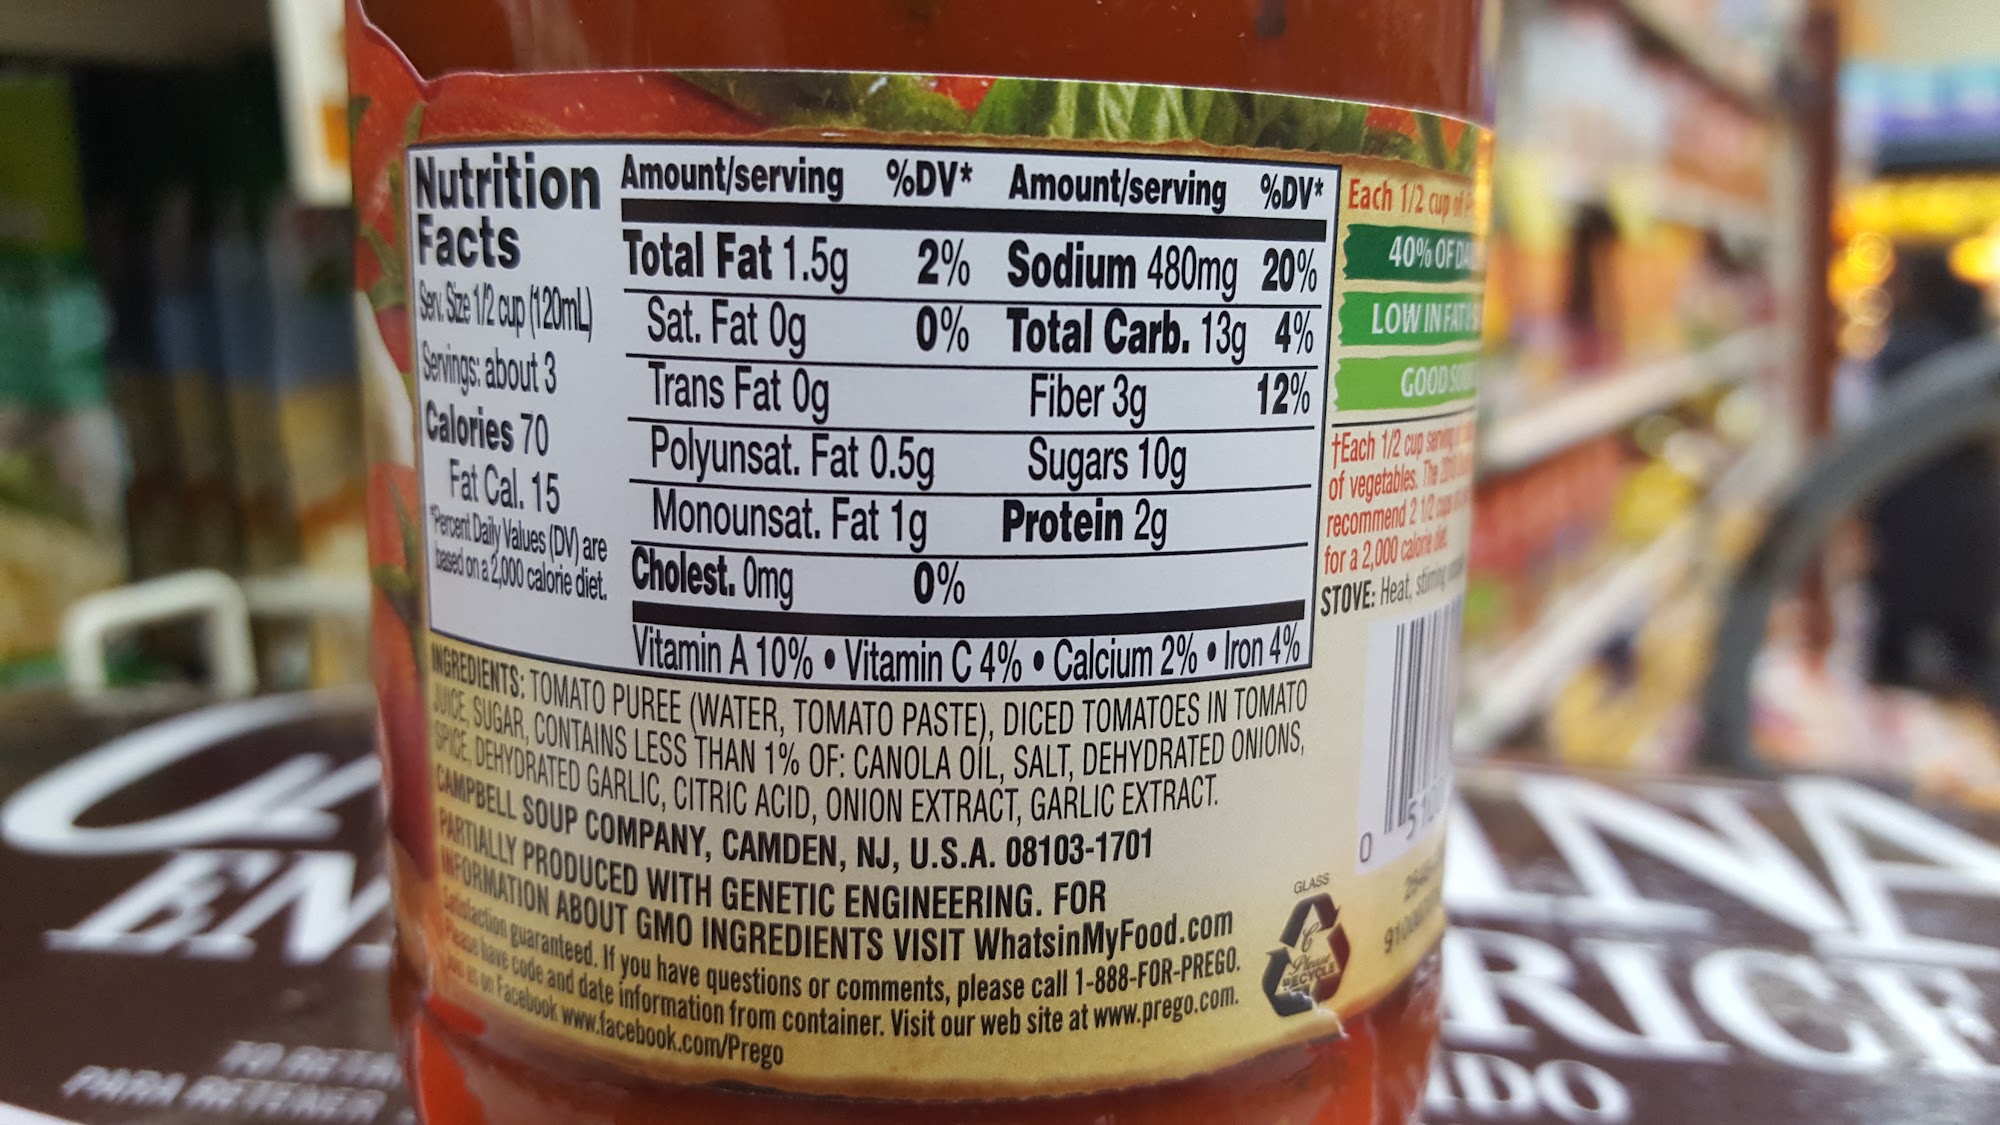 Nutrition
Facts
Serv. Size 1/2 cup (120mL)
Servings: about 3
Calories 70
Fat Cal. 15
*Percent Daily Values (DV) are
based on a 2,000 calorie diet.
Amount/serving %DV* Amount/serving %DV*
Total Fat 1.5g 2% Sodium 480mg 20%
Sat. Fat 0g 0% Total Carb. 13g 4%
Trans Fat 0g Fiber 3g 12%
Polyunsat. Fat 0.5g Sugars 10g
Monounsat. Fat 1g Protein 2g
Cholest. 0mg 0%
Vitamin A 10% • Vitamin C 4% • Calcium 2% • Iron 4%
INGREDIENTS: TOMATO PUREE (WATER, TOMATO PASTE), DICED TOMATOES IN TOMATO
JUICE, SUGAR, CONTAINS LESS THAN 1% OF: CANOLA OIL, SALT, DEHYDRATED ONIONS,
SPICE, DEHYDRATED GARLIC, CITRIC ACID, ONION EXTRACT, GARLIC EXTRACT.
CAMPBELL SOUP COMPANY, CAMDEN, NJ, U.S.A. 08103-1701
PARTIALLY PRODUCED WITH GENETIC ENGINEERING. FOR
INFORMATION ABOUT GMO INGREDIENTS VISIT WhatsinMyFood.com
Satisfaction guaranteed. If you have questions or comments, please call 1-888-FOR-PREGO.
Please have code and date information from container. Visit our web site at www.prego.com.
us on Facebook www.facebook.com/Prego
GLASS
Please
RECYCLE
Each 1/2 cup of
40% OF
LOW IN FAT
GOOD
†Each 1/2 cup serving
of vegetables. The
recommend 2 1/2 cups
for a 2,000 calorie diet.
STOVE: Heat, stirring
0
RICE
PARA RETENER